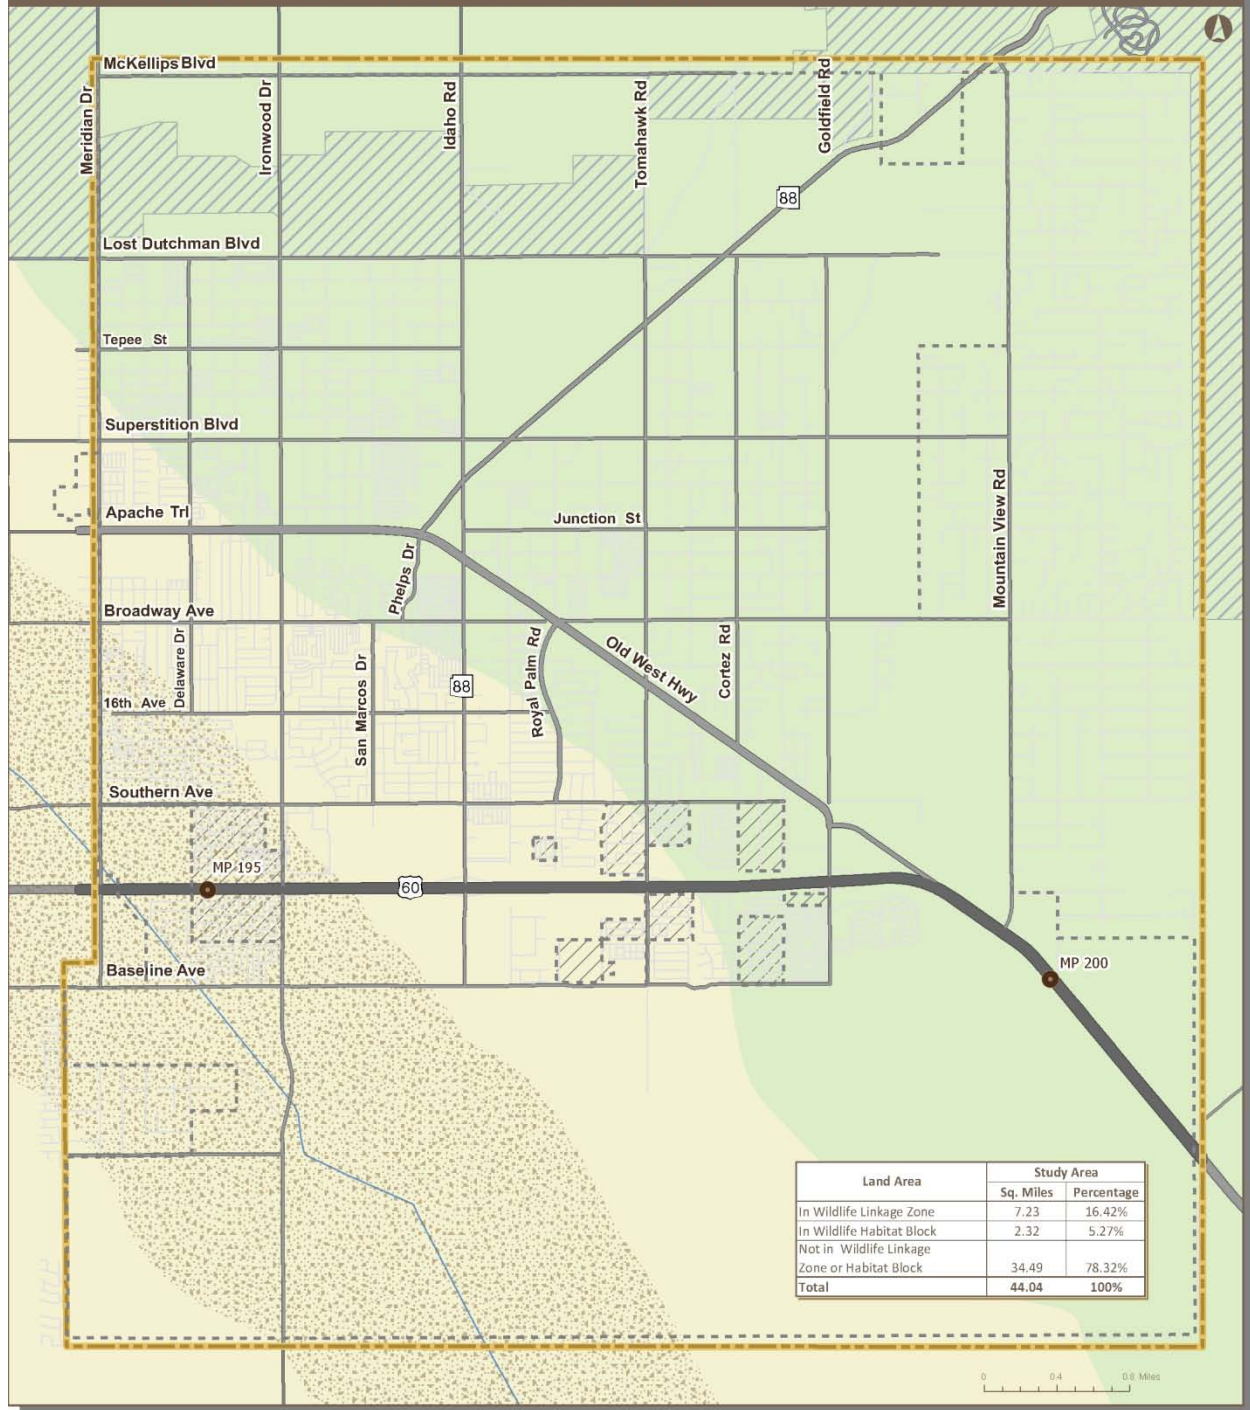 McKellips Blvd
Meridian Dr
Ironwood Dr
Idaho Rd
Tomahawk Rd
Goldfield Rd
88
Lost Dutchman Blvd
Tepee St
Superstition Blvd
Apache Trl
Junction St
Mountain View Rd
Phelps Dr
Broadway Ave
Delaware Dr
San Marcos Dr
88
Royal Palm Rd
Old West Hwy
Cortez Rd
16th Ave
Southern Ave
MP 195
60
Baseline Ave
MP 200
Land Area
Study Area
Sq. Miles Percentage
In Wildlife Linkage Zone 7.23 16.42%
In Wildlife Habitat Block 2.32 5.27%
Not in Wildlife Linkage
Zone or Habitat Block 34.49 78.32%
Total 44.04 100%
0 0.4 0.8 Miles